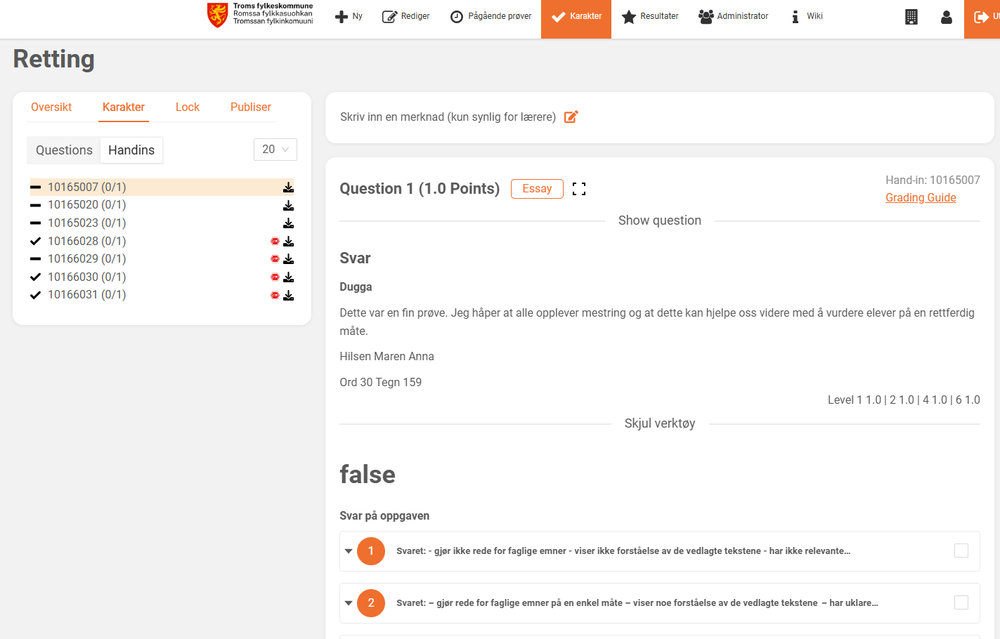 Troms fylkeskommune
Romssa fylkkasuohkan
Tromssan fylkinkomuuni
Ny
Rediger
Pågående prøver
Karakter
Resultater
Administrator
Wiki
Ut
Retting
Oversikt
Karakter
Lock
Publiser
Questions
Handins
20
10165007 (0/1)
10165020 (0/1)
10165023 (0/1)
10166028 (0/1)
10166029 (0/1)
10166030 (0/1)
10166031 (0/1)
Skriv inn en merknad (kun synlig for lærere)
Question 1 (1.0 Points)
Essay
Hand-in: 10165007
Grading Guide
Show question
Svar
Dugga
Dette var en fin prøve. Jeg håper at alle opplever mestring og at dette kan hjelpe oss videre med å vurdere elever på en rettferdig
måte.
Hilsen Maren Anna
Ord 30 Tegn 159
Level 1 1.0 | 2 1.0 | 4 1.0 | 6 1.0
Skjul verktøy
false
Svar på oppgaven
1
Svaret: - gjør ikke rede for faglige emner - viser ikke forståelse av de vedlagte tekstene - har ikke relevante...
2
Svaret: – gjør rede for faglige emner på en enkel måte – viser noe forståelse av de vedlagte tekstene – har uklare...